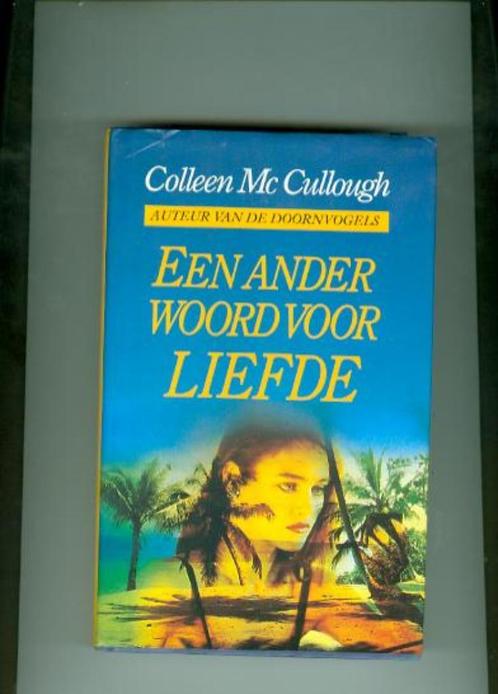 Colleen Mc Cullough
AUTEUR VAN DE DOORNVOGELS
EEN ANDER
WOORD VOOR
LIEFDE